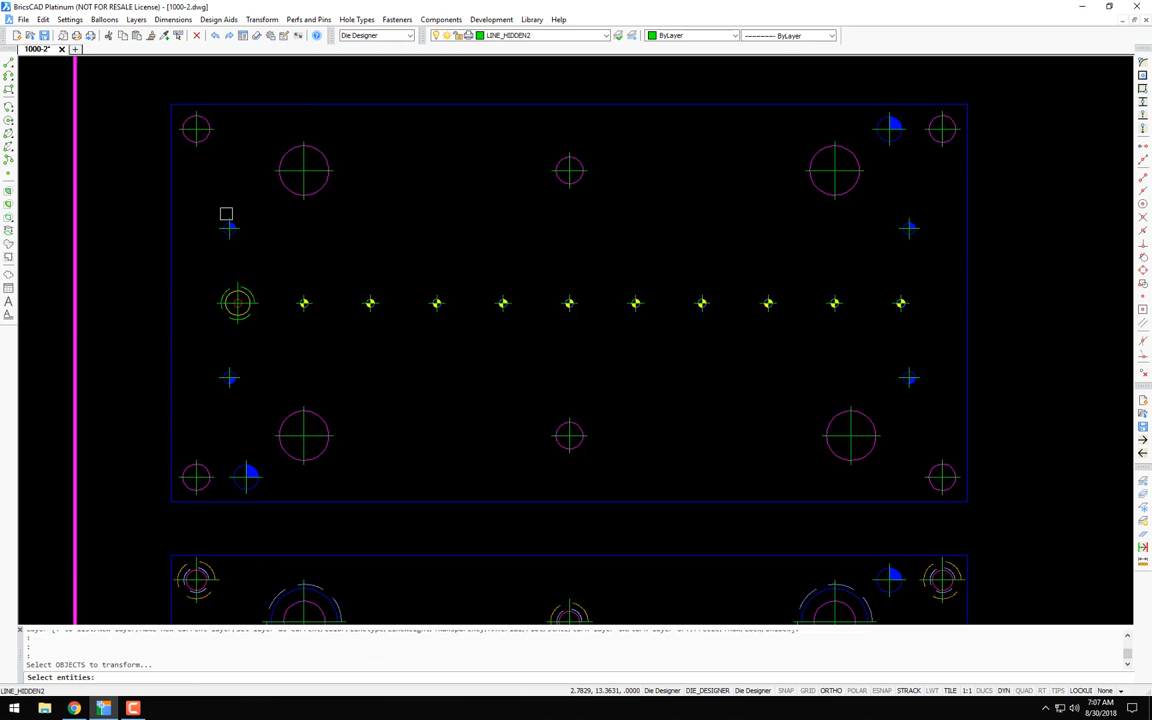 BricsCAD Platinum (NOT FOR RESALE License) - [1000-2.dwg]
File Edit Settings Balloons Layers Dimensions Design Aids Transform Perfs and Pins Hole Types Fasteners Components Development Library Help
Die Designer LINE_HIDDEN2 ByLayer ByLayer
1000-2*
:
:
:
Select OBJECTS to transform...
Select entities:
LINE_HIDDEN2 2.7829, 13.3631, .0000 Die Designer DIE_DESIGNER Die Designer SNAP GRID ORTHO POLAR ESNAP STRACK LWT TILE 1:1 DUCS DYN QUAD RT TIPS LOCKUI None
7:07 AM
8/30/2018